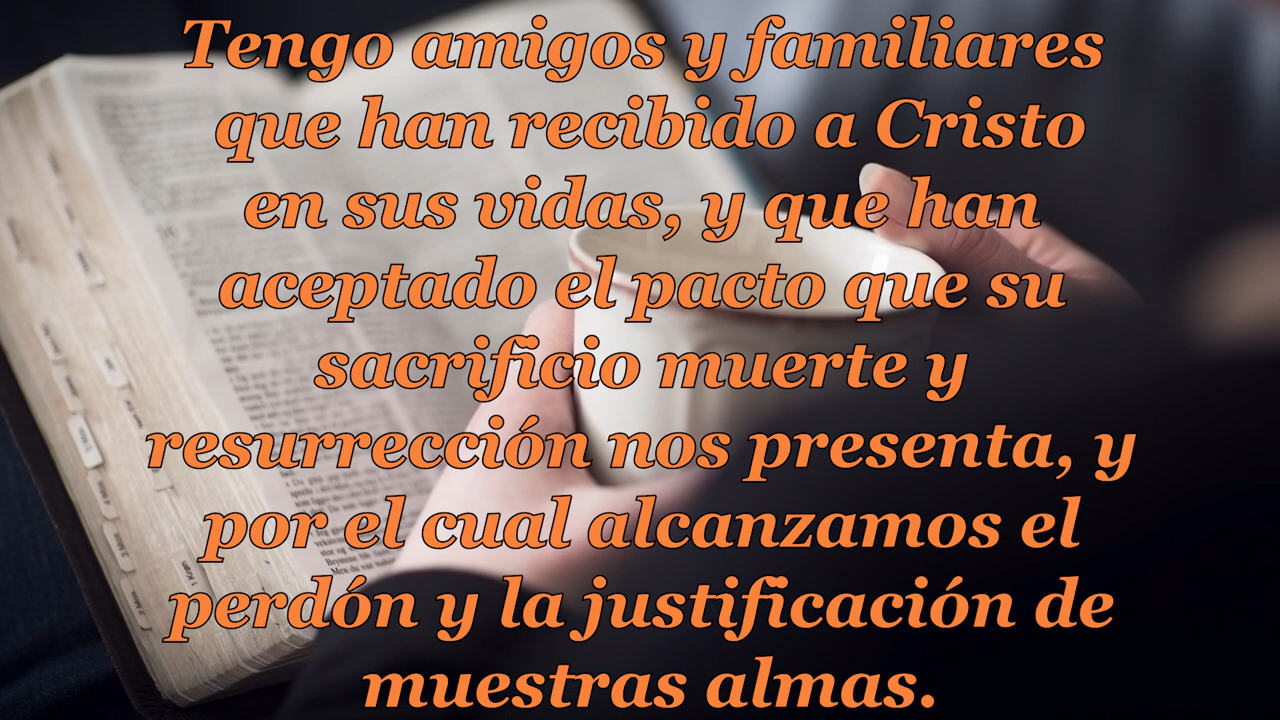 Tengo amigos y familiares
que han recibido a Cristo
en sus vidas, y que han
aceptado el pacto que su
sacrificio muerte y
resurrección nos presenta, y
por el cual alcanzamos el
perdón y la justificación de
muestras almas.